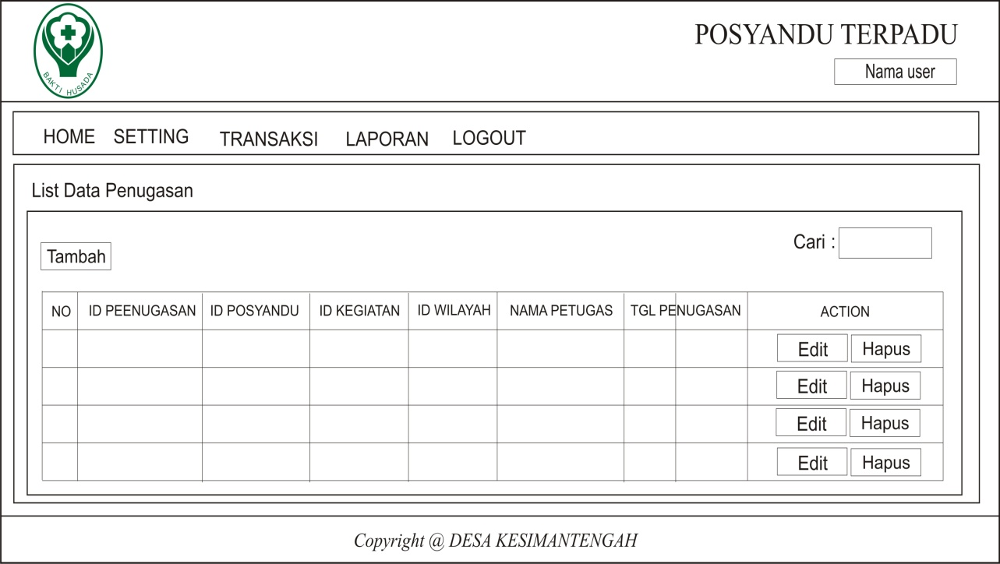 BAKTI HUSADA
POSYANDU TERPADU
Nama user
HOME SETTING TRANSAKSI LAPORAN LOGOUT
List Data Penugasan
Cari :
Tambah
NO ID PEENUGASAN ID POSYANDU ID KEGIATAN ID WILAYAH NAMA PETUGAS TGL PENUGASAN ACTION
Edit Hapus
Edit Hapus
Edit Hapus
Edit Hapus
Copyright @ DESA KESIMANTENGAH